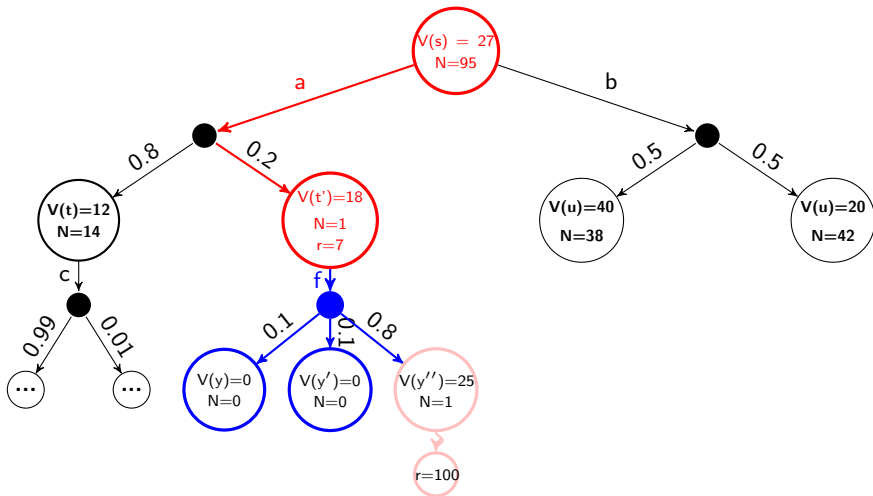 V(s) = 27
N=95
a
b
0.8
0.2
0.5
0.5
V(t)=12
N=14
V(t')=18
N=1
r=7
V(u)=40
N=38
V(u)=20
N=42
c
f
0.99
0.01
0.1
0.1
0.8
...
...
V(y)=0
N=0
V(y′)=0
N=0
V(y′′)=25
N=1
r=100